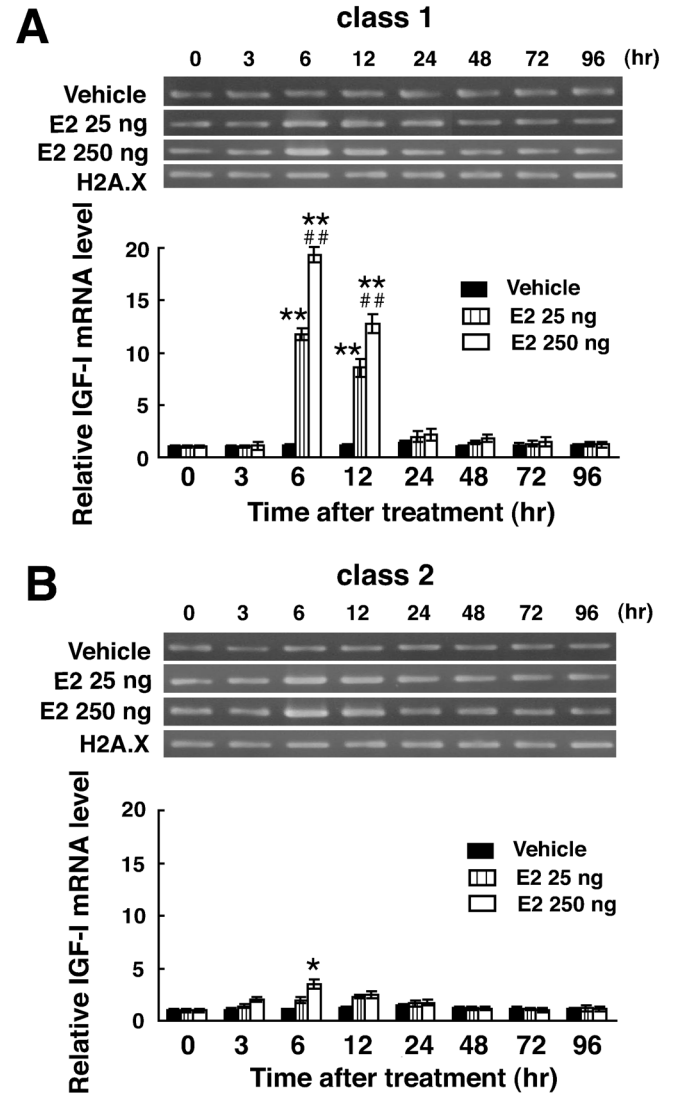 A
class 1
0 3 6 12 24 48 72 96 (hr)
Vehicle
E2 25 ng
E2 250 ng
H2A.X
Relative IGF-I mRNA level
20
15
10
5
0
**
##
**
**
##
**
Vehicle
E2 25 ng
E2 250 ng
0 3 6 12 24 48 72 96
Time after treatment (hr)
B
class 2
0 3 6 12 24 48 72 96 (hr)
Vehicle
E2 25 ng
E2 250 ng
H2A.X
Relative IGF-I mRNA level
20
15
10
5
0
*
Vehicle
E2 25 ng
E2 250 ng
0 3 6 12 24 48 72 96
Time after treatment (hr)